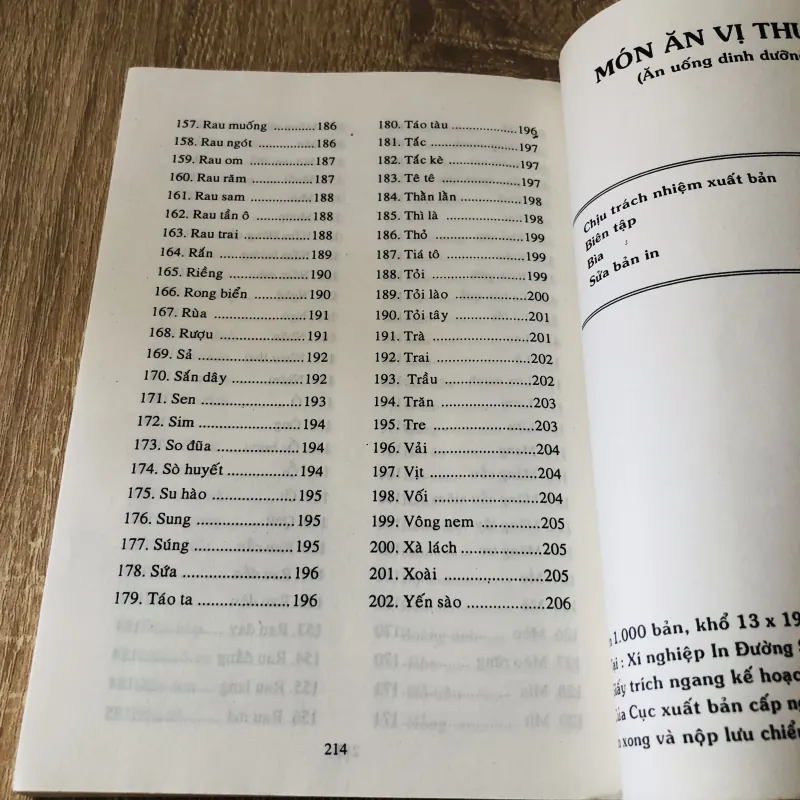 157. Rau muống ............186
158. Rau ngót ................186
159. Rau om ..................187
160. Rau răm ................187
161. Rau sam ................188
162. Rau tần ô ..............188
163. Rau trai ................188
164. Rắn ........................189
165. Riềng ....................190
166. Rong biển .............190
167. Rùa ........................191
168. Rượu .....................191
169. Sả ..........................192
170. Sấn dây .................192
171. Sen ........................193
172. Sim .......................194
173. So đũa ..................194
174. Sò huyết ...............194
175. Su hào ..................195
176. Sung .....................195
177. Súng .....................195
178. Sứa .......................196
179. Táo ta ..................196
180. Táo tàu .................196
181. Tắc .......................197
182. Tắc kè ..................197
183. Tê tê .....................197
184. Thằn lằn ...............198
185. Thì là ...................198
186. Thỏ .......................199
187. Tiá tô ...................199
188. Tỏi ........................199
189. Tỏi lào ..................200
190. Tỏi tây ..................201
191. Trà ........................201
192. Trai .......................202
193. Trầu .....................202
194. Trăn ......................203
195. Tre ........................203
196. Vải ........................204
197. Vịt .........................204
198. Vối ........................204
199. Vông nem .............205
200. Xà lách .................205
201. Xoài ......................205
202. Yến sào .................206
214
MÓN ĂN VỊ THU
(Ăn uống dinh dưỡn
Chịu trách nhiệm xuất bản
Biên tập
Bìa :
Sửa bản in
1.000 bản, khổ 13 x 19
ại : Xí nghiệp In Đường S
Giấy trích ngang kế hoạc
của Cục xuất bản cấp ng
xong và nộp lưu chiểu